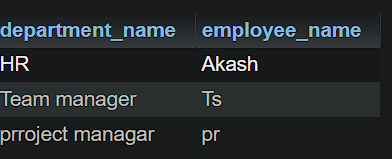 department_name employee_name
HR Akash
Team manager Ts
prroject managar pr